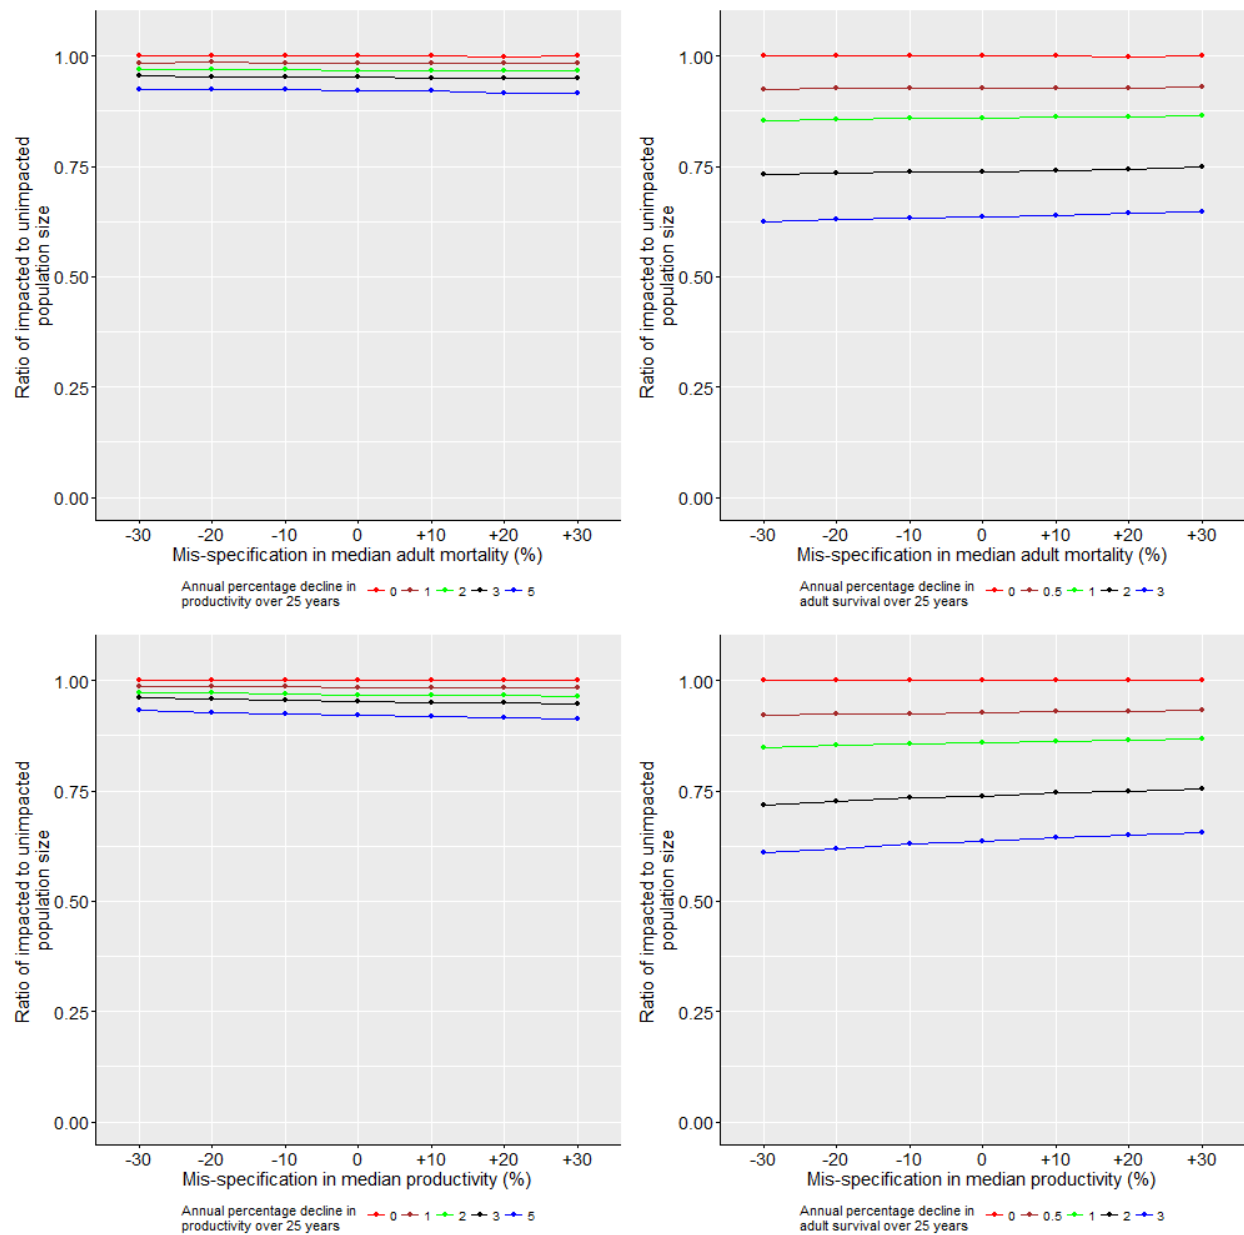 1.00
0.75
0.50
0.25
0.00
Ratio of impacted to unimpacted
population size
-30 -20 -10 0 +10 +20 +30
Mis-specification in median adult mortality (%)
Annual percentage decline in
productivity over 25 years
0 1 2 3 5
1.00
0.75
0.50
0.25
0.00
Ratio of impacted to unimpacted
population size
-30 -20 -10 0 +10 +20 +30
Mis-specification in median adult mortality (%)
Annual percentage decline in
adult survival over 25 years
0 0.5 1 2 3
1.00
0.75
0.50
0.25
0.00
Ratio of impacted to unimpacted
population size
-30 -20 -10 0 +10 +20 +30
Mis-specification in median productivity (%)
Annual percentage decline in
productivity over 25 years
0 1 2 3 5
1.00
0.75
0.50
0.25
0.00
Ratio of impacted to unimpacted
population size
-30 -20 -10 0 +10 +20 +30
Mis-specification in median productivity (%)
Annual percentage decline in
adult survival over 25 years
0 0.5 1 2 3